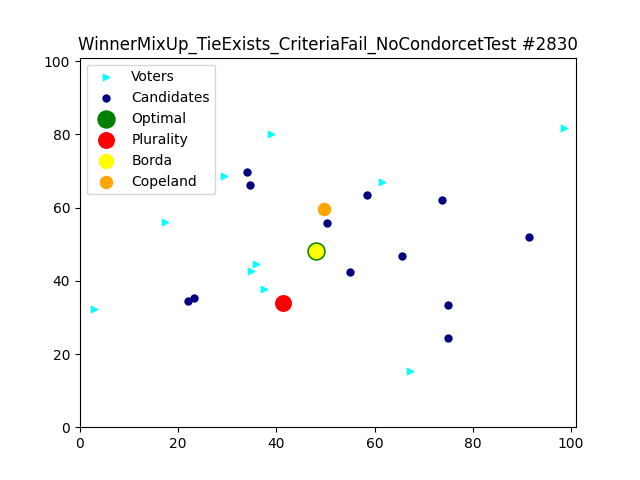 WinnerMixUp_TieExists_CriteriaFail_NoCondorcetTest #2830
Voters
Candidates
Optimal
Plurality
Borda
Copeland
100
80
60
40
20
0
0 20 40 60 80 100